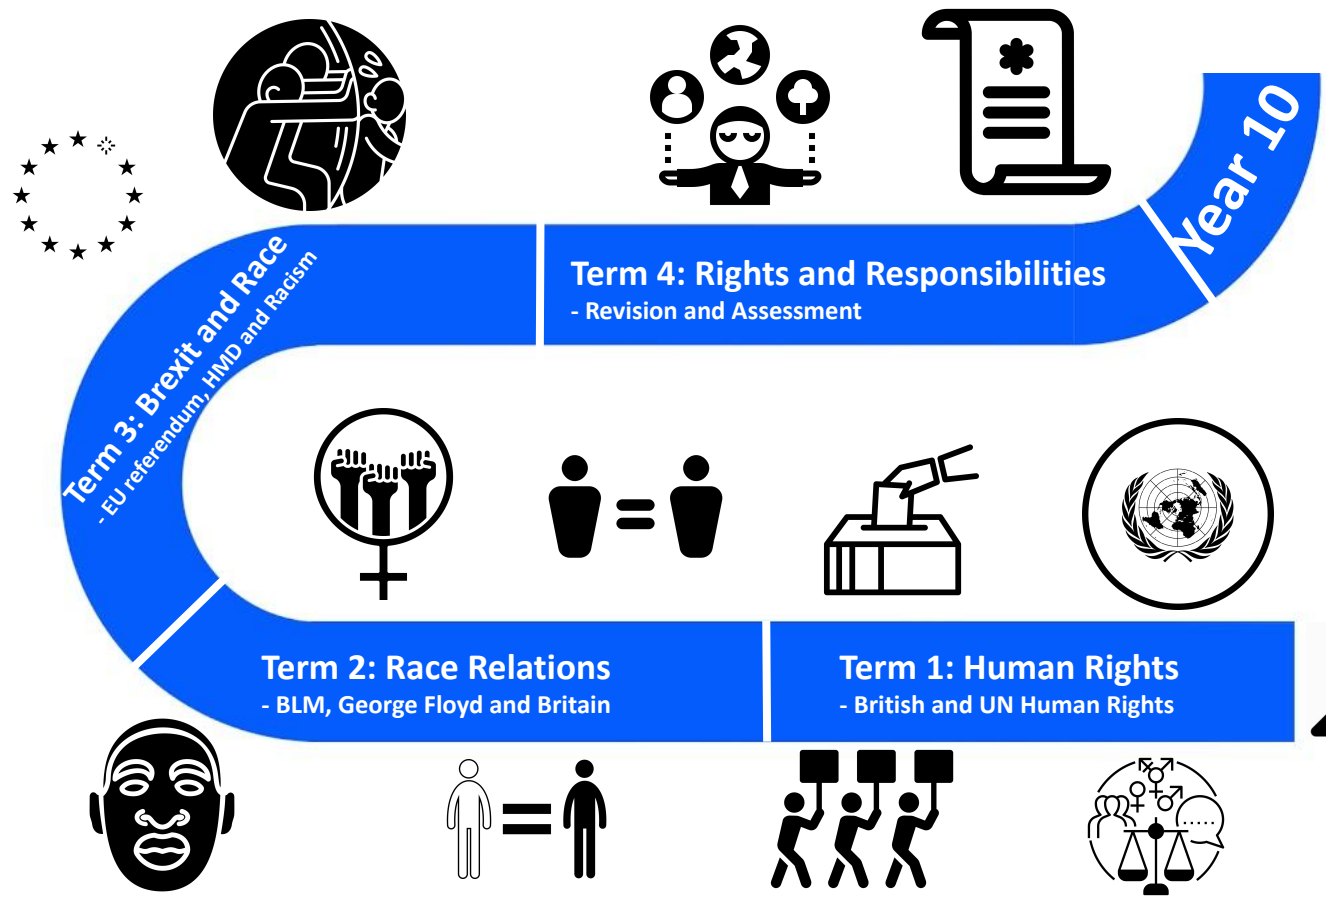 Year 10
Term 4: Rights and Responsibilities
- Revision and Assessment
Term 3: Brexit and Race
- EU referendum, HMD and Racism
Term 2: Race Relations
- BLM, George Floyd and Britain
Term 1: Human Rights
- British and UN Human Rights